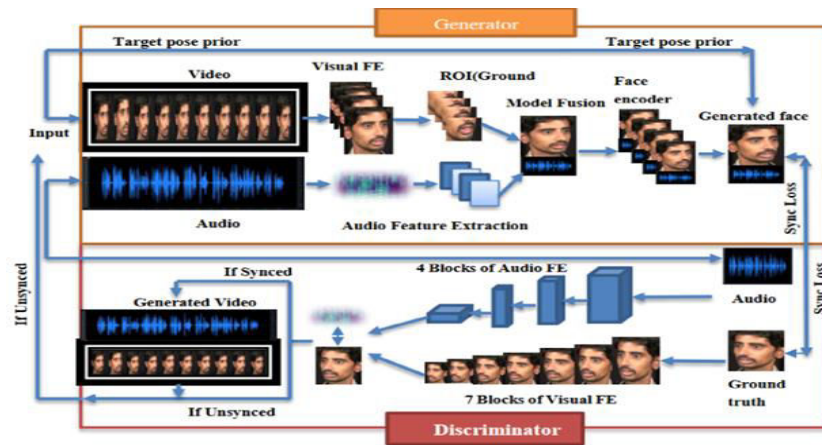 Generator
Target pose prior
Target pose prior
Video
Visual FE
ROI(Ground
Model Fusion
Face
encoder
Generated face
Input
Audio
Audio Feature Extraction
Sync Loss
If Unsynced
If Synced
4 Blocks of Audio FE
Audio
Sync Loss
Generated Video
Ground
truth
If Unsynced
7 Blocks of Visual FE
Discriminator